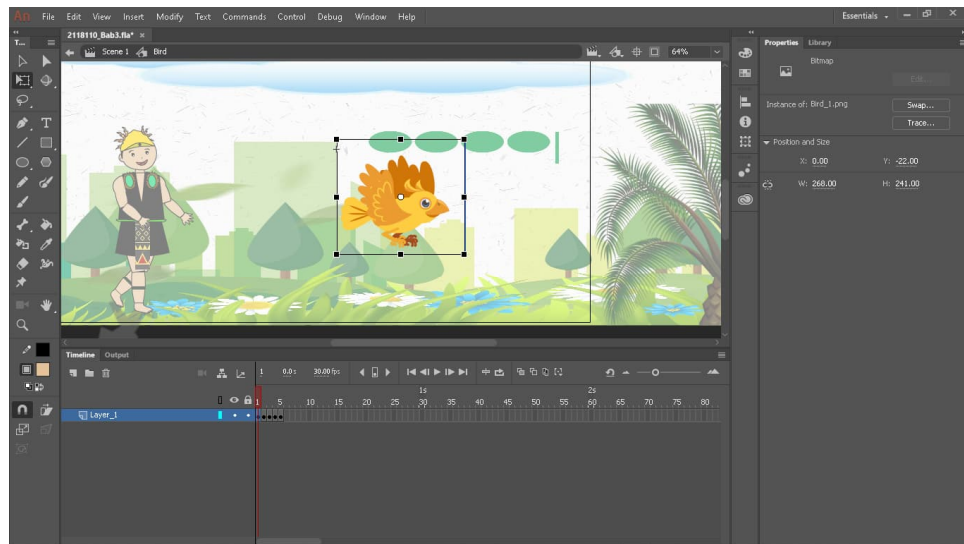 An File Edit View Insert Modify Text Commands Control Debug Window Help Essentials
2118110_Bab3.fla* ×
T...
Scene 1 Bird 64%
Properties Library
Bitmap
Edit...
Instance of: Bird_1.png Swap...
Trace...
Position and Size
X: 0.00 Y: -22.00
W: 268.00 H: 241.00
Timeline Output
1 0.0 s 30.00 fps
1s 2s
1 5 10 15 20 25 30 35 40 45 50 55 60 65 70 75 80
Layer_1